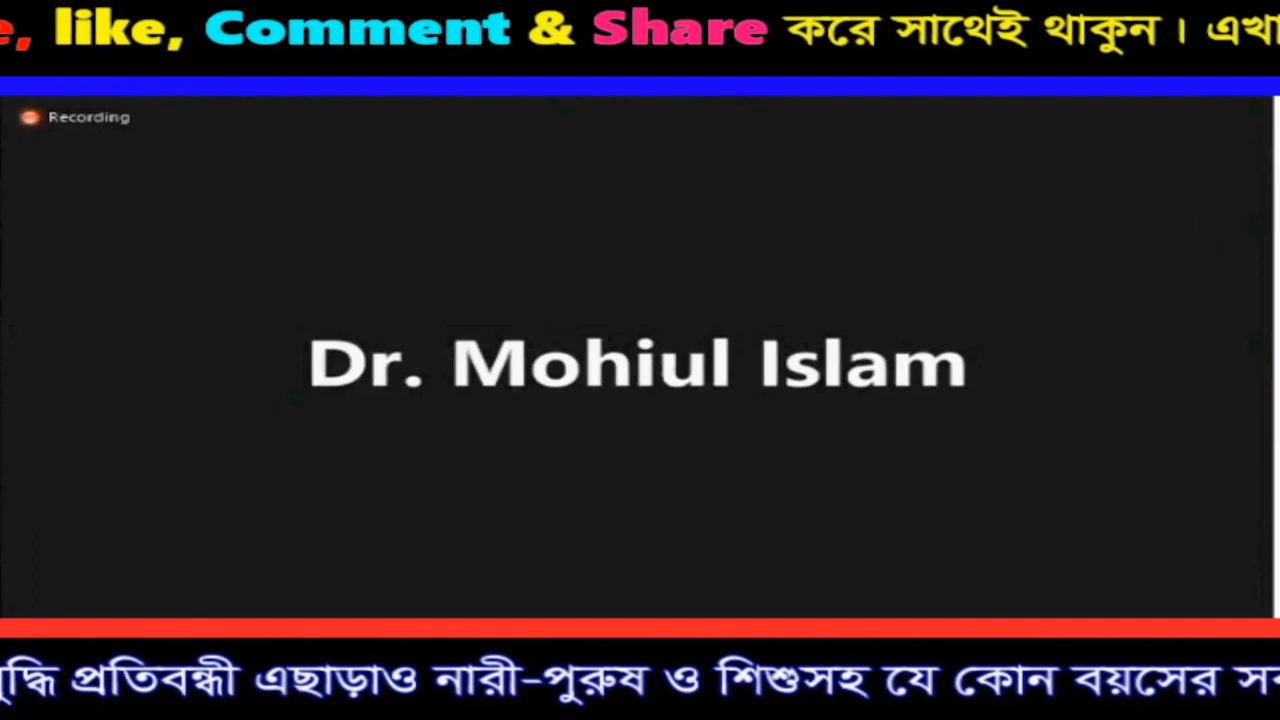 like, Comment & Share করে সাথেই থাকুন।
Recording
Dr. Mohiul Islam
প্রতিবন্ধী এছাড়াও নারী-পুরুষ ও শিশুসহ যে কোন বয়সের